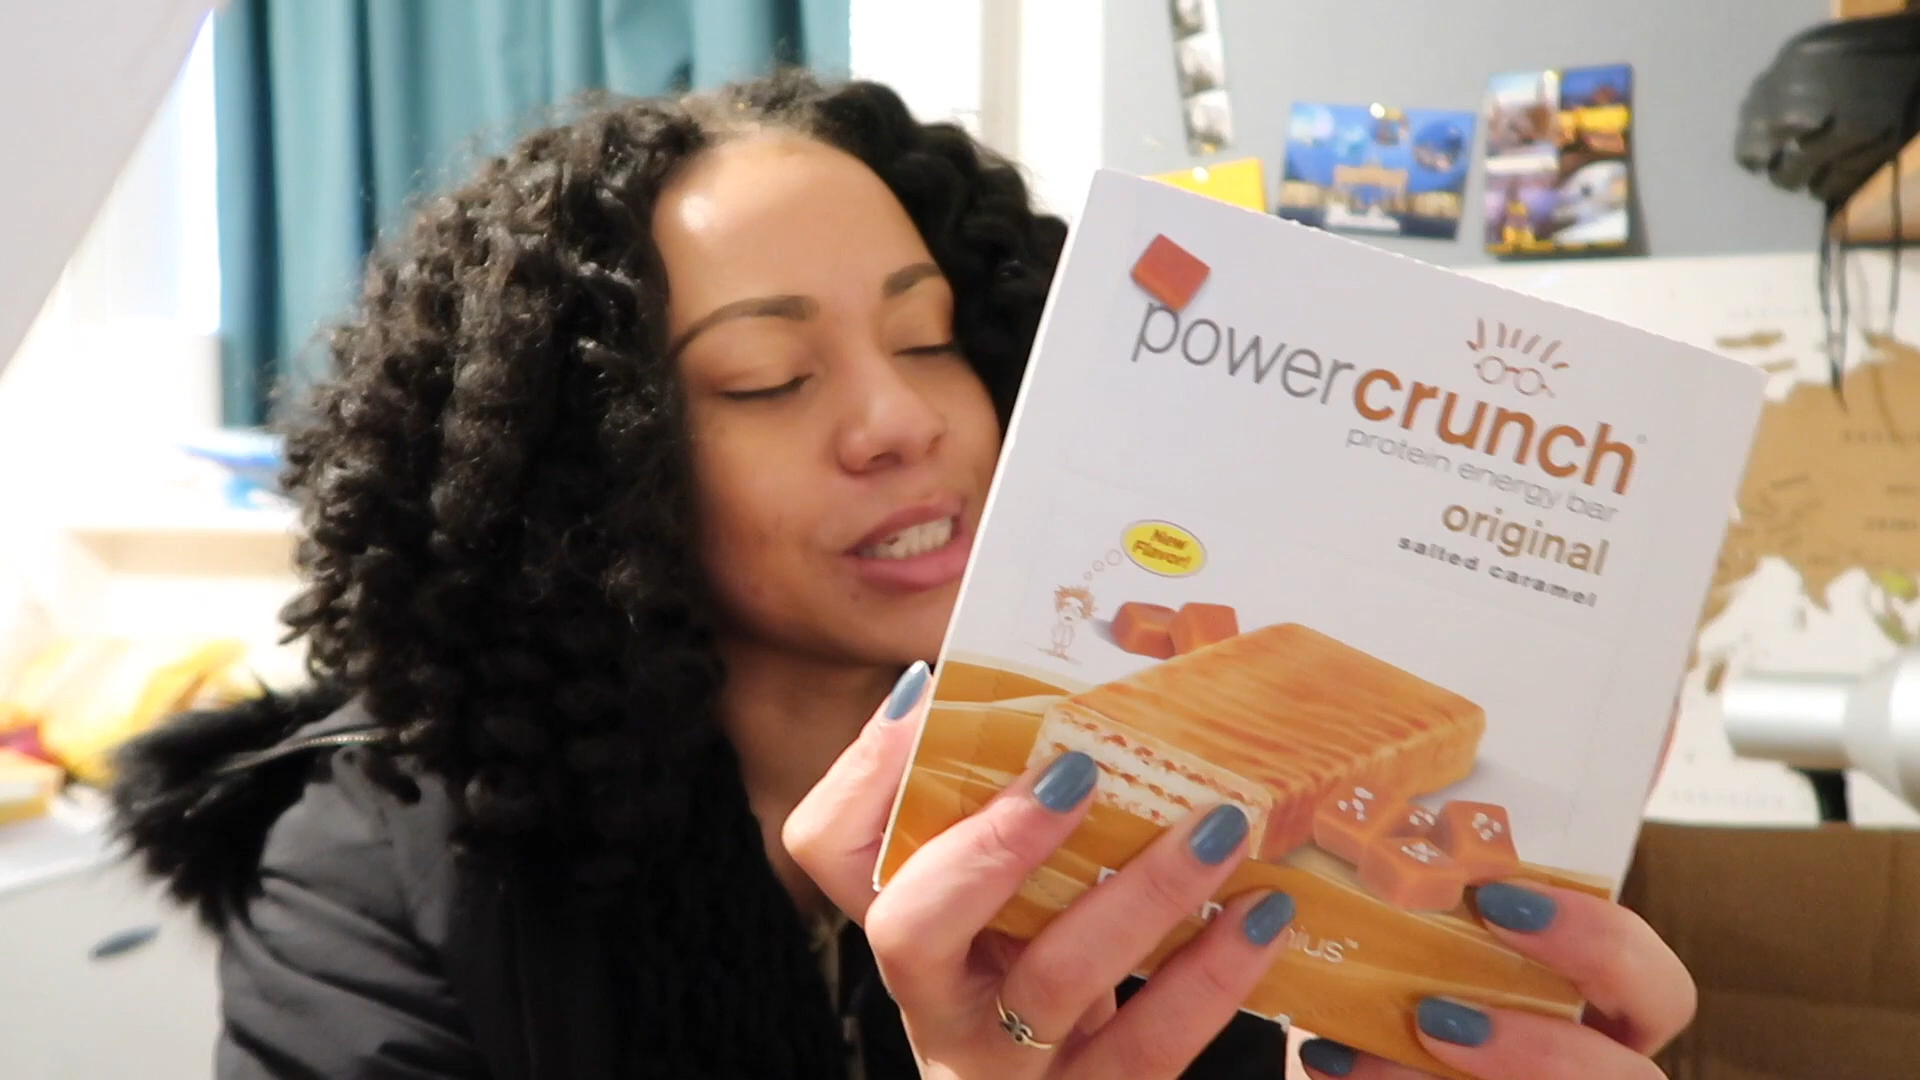 powercrunch
protein energy bar
original
salted caramel
New
Flavor!